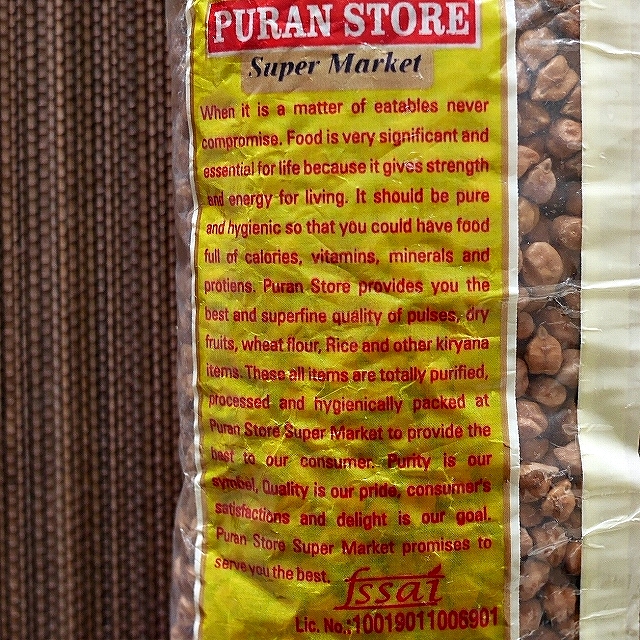 PURAN STORE
Super Market
When it is a matter of eatables never
compromise. Food is very significant and
essential for life because it gives strength
and energy for living. It should be pure
and hygienic so that you could have food
full of calories, vitamins, minerals and
protiens. Puran Store provides you the
best and superfine quality of pulses, dry
fruits, wheat flour, Rice and other kiryana
items. These all items are totally purified,
processed and hygienically packed at
Puran Store Super Market to provide the
best to our consumer. Purity is our
symbol, Quality is our pride, consumer's
satisfactions and delight is our goal.
Puran Store Super Market promises to
serve you the best.
fssai
Lic. No.:10019011006901